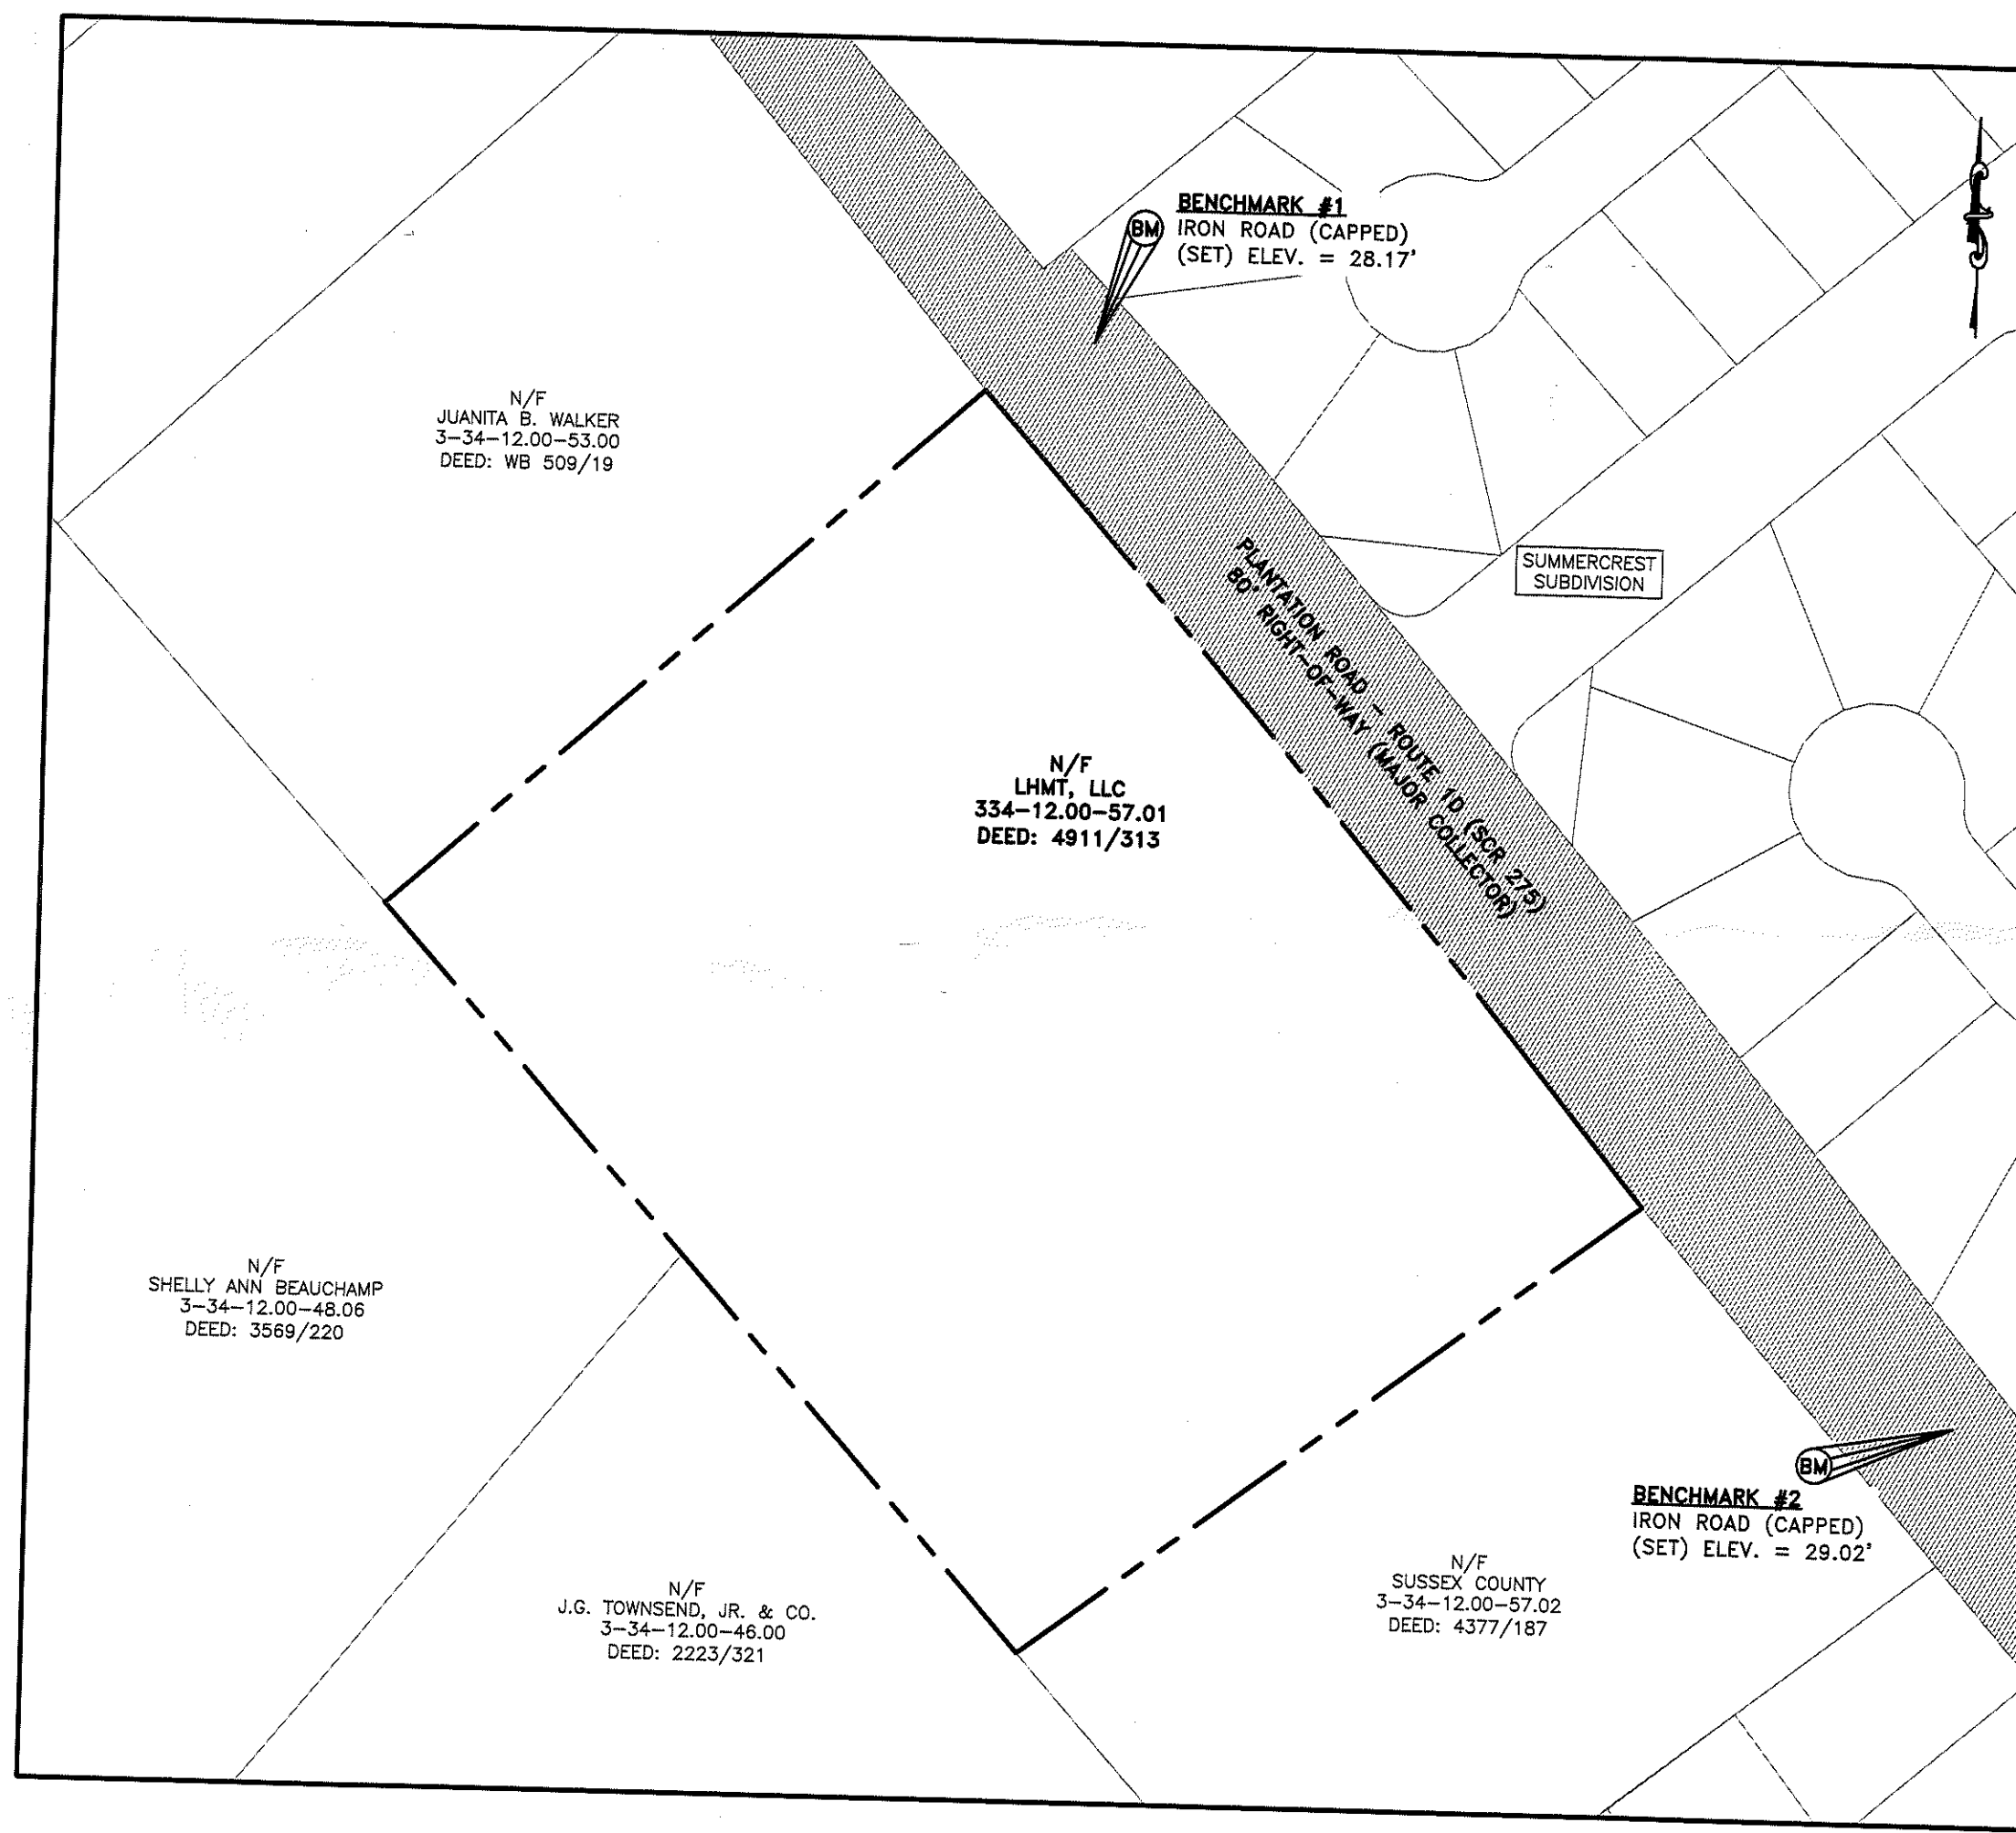 BENCHMARK #1
IRON ROAD (CAPPED)
(SET) ELEV. = 28.17'
BM
N/F
JUANITA B. WALKER
3-34-12.00-53.00
DEED: WB 509/19
SUMMERCREST
SUBDIVISION
PLANTATION ROAD - ROUTE 1D (SCR 275)
80' RIGHT-OF-WAY (MAJOR COLLECTOR)
N/F
LHMT, LLC
334-12.00-57.01
DEED: 4911/313
N/F
SHELLY ANN BEAUCHAMP
3-34-12.00-48.06
DEED: 3569/220
BM
BENCHMARK #2
IRON ROAD (CAPPED)
(SET) ELEV. = 29.02'
N/F
J.G. TOWNSEND, JR. & CO.
3-34-12.00-46.00
DEED: 2223/321
N/F
SUSSEX COUNTY
3-34-12.00-57.02
DEED: 4377/187